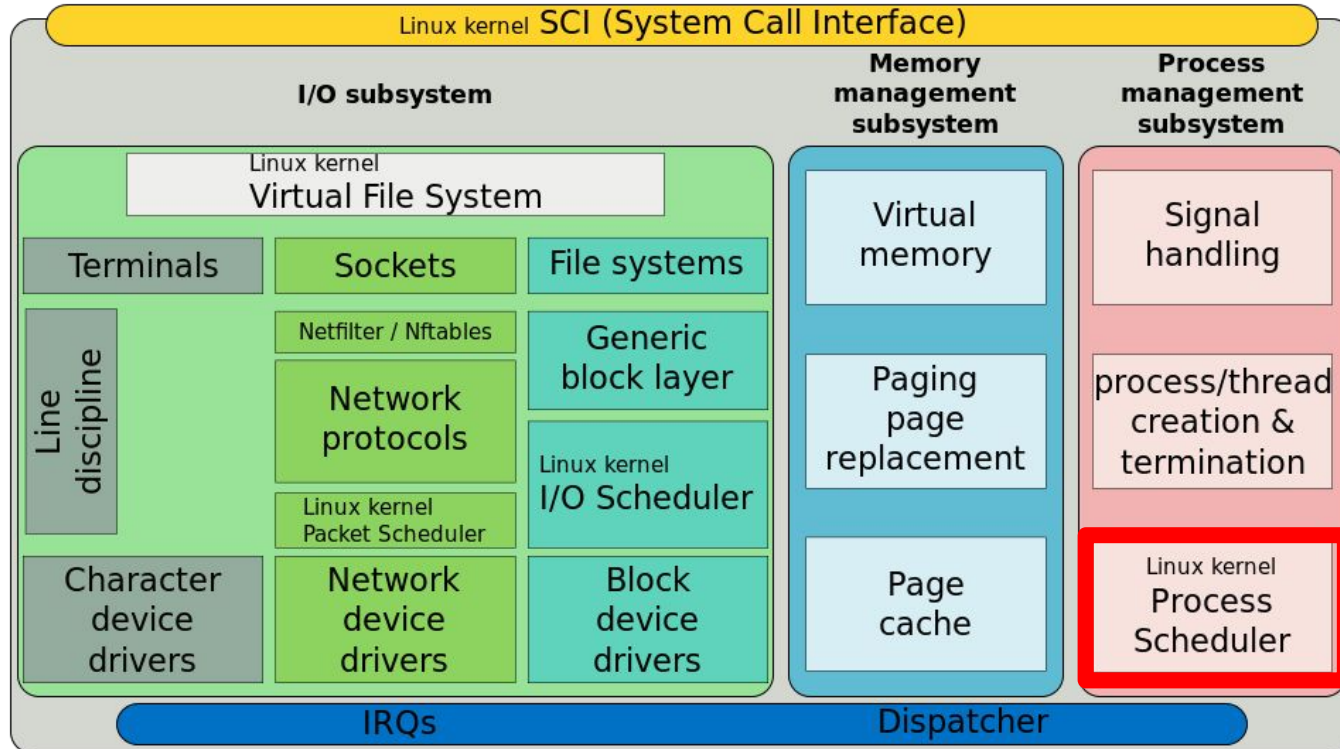 Linux kernel SCI (System Call Interface)
I/O subsystem
Memory
management
subsystem
Process
management
subsystem
Linux kernel
Virtual File System
Terminals
Sockets
File systems
Line
discipline
Netfilter / Nftables
Network
protocols
Linux kernel
Packet Scheduler
Generic
block layer
Linux kernel
I/O Scheduler
Character
device
drivers
Network
device
drivers
Block
device
drivers
Virtual
memory
Paging
page
replacement
Page
cache
Signal
handling
process/thread
creation &
termination
Linux kernel
Process
Scheduler
IRQs
Dispatcher